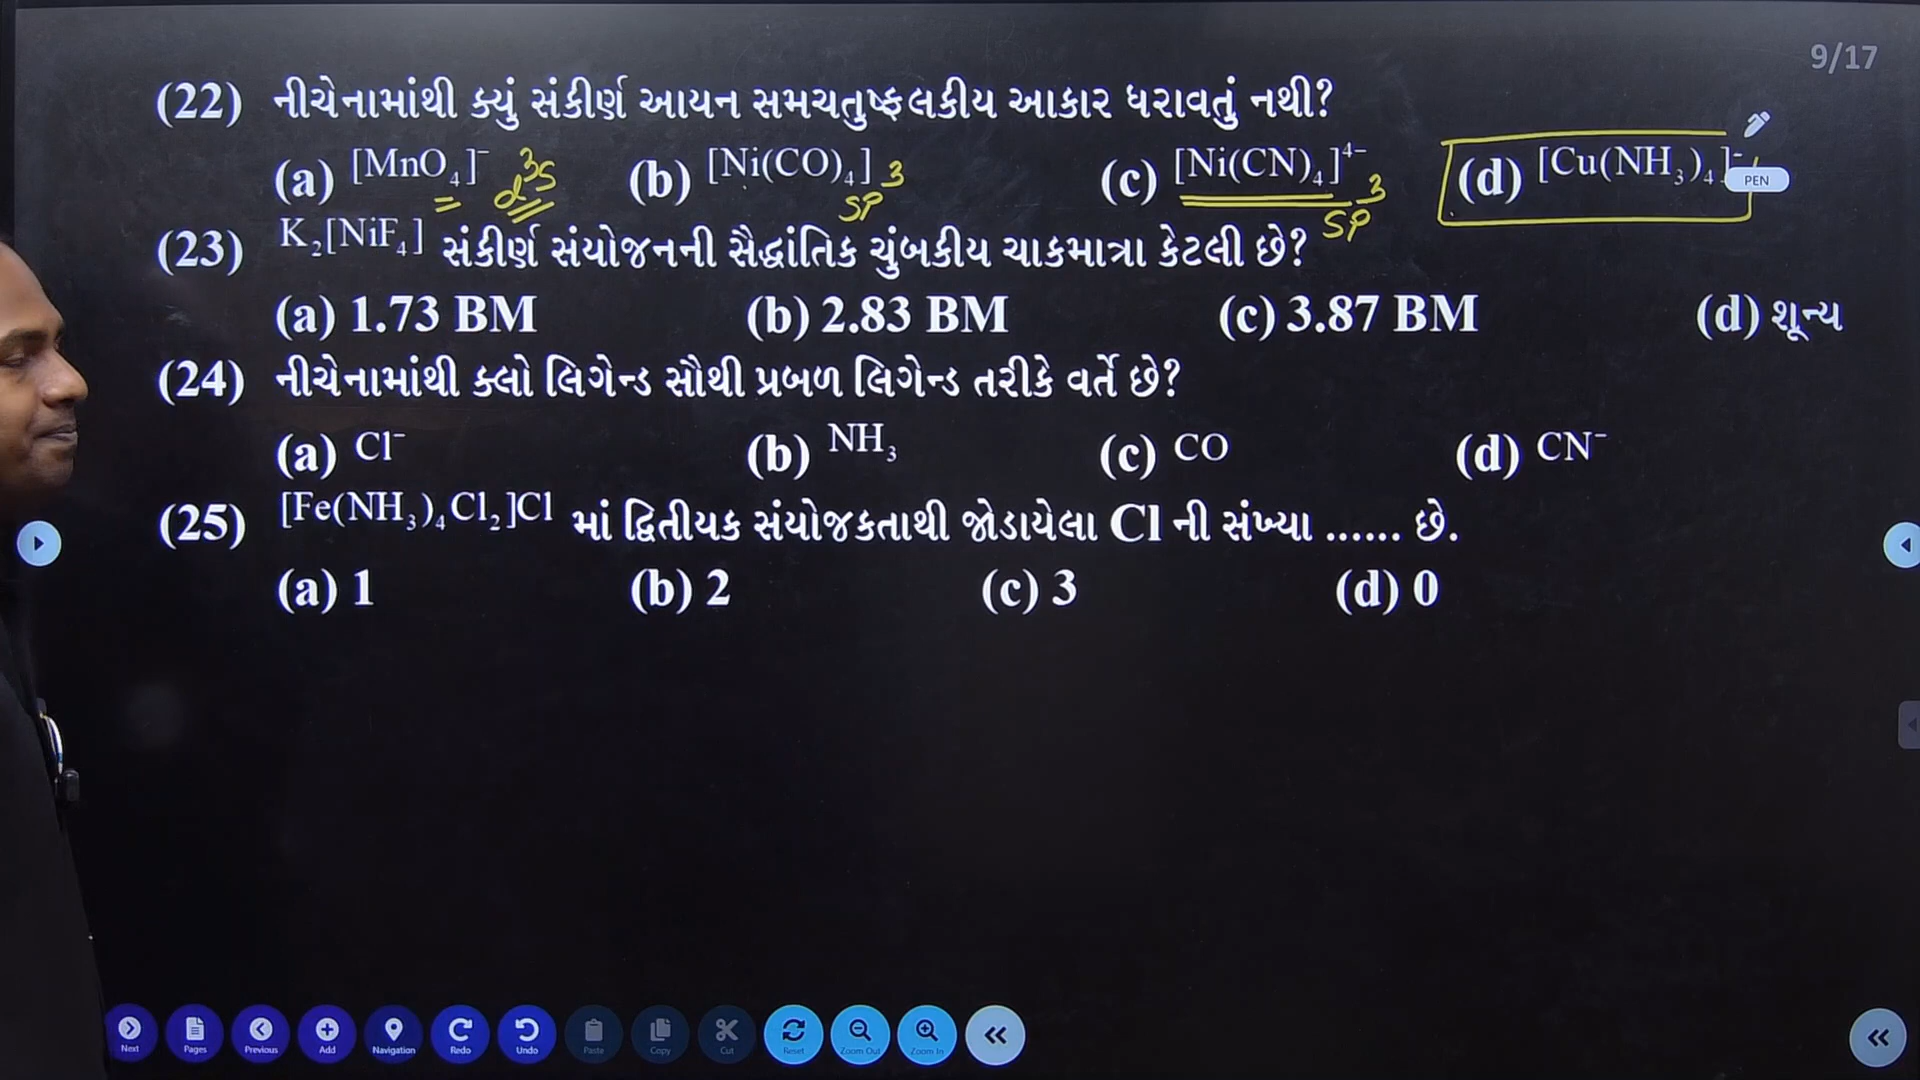 9/17
(22) નીચેનામાંથી ક્યું સંકીર્ણ આયન સમચતુષ્ફલકીય આકાર ધરાવતું નથી?
(a) [MnO₄]⁻ d³s (b) [Ni(CO)₄] sp³ (c) [Ni(CN)₄]⁴⁻ sp³ (d) [Cu(NH₃)₄]⁻
PEN
(23) K₂[NiF₄] સંકીર્ણ સંયોજનની સૈદ્ધાંતિક ચુંબકીય ચાકમાત્રા કેટલી છે?
(a) 1.73 BM (b) 2.83 BM (c) 3.87 BM (d) શૂન્ય
(24) નીચેનામાંથી ક્લો લિગેન્ડ સૌથી પ્રબળ લિગેન્ડ તરીકે વર્તે છે?
(a) Cl⁻ (b) NH₃ (c) CO (d) CN⁻
(25) [Fe(NH₃)₄Cl₂]Cl માં દ્વિતીયક સંયોજકતાથી જોડાયેલા Cl ની સંખ્યા ...... છે.
(a) 1 (b) 2 (c) 3 (d) 0
Next Pages Previous Add Navigation Redo Undo Paste Copy Cut Reset Zoom Out Zoom In